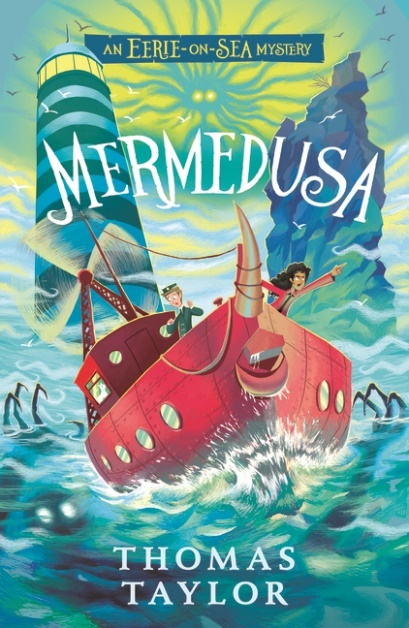 AN EERIE-ON-SEA MYSTERY
MERMEDUSA
THOMAS
TAYLOR